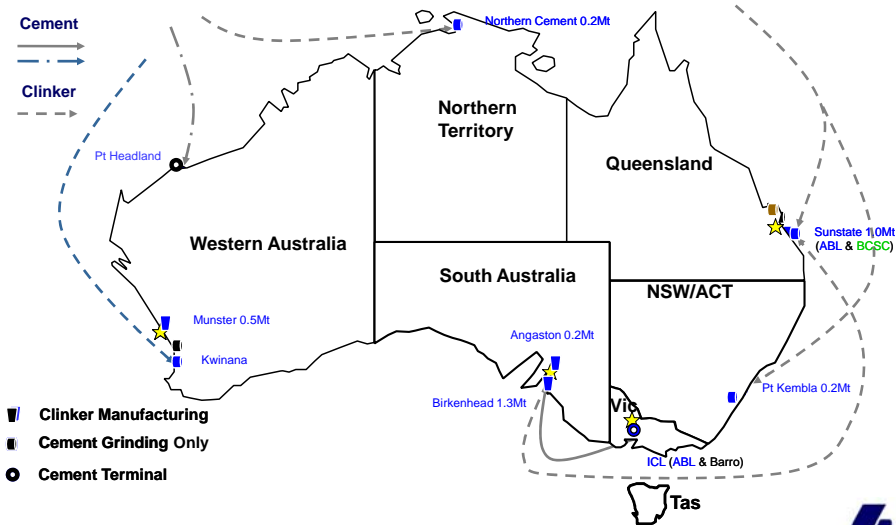 Cement
Northern Cement 0.2Mt
Clinker
Northern
Territory
Pt Headland
Queensland
Western Australia
Sunstate 1.0Mt
(ABL & BCSC)
South Australia
NSW/ACT
Munster 0.5Mt
Angaston 0.2Mt
Kwinana
Birkenhead 1.3Mt
Pt Kembla 0.2Mt
Vic
Clinker Manufacturing
Cement Grinding Only
ICL (ABL & Barro)
Cement Terminal
Tas